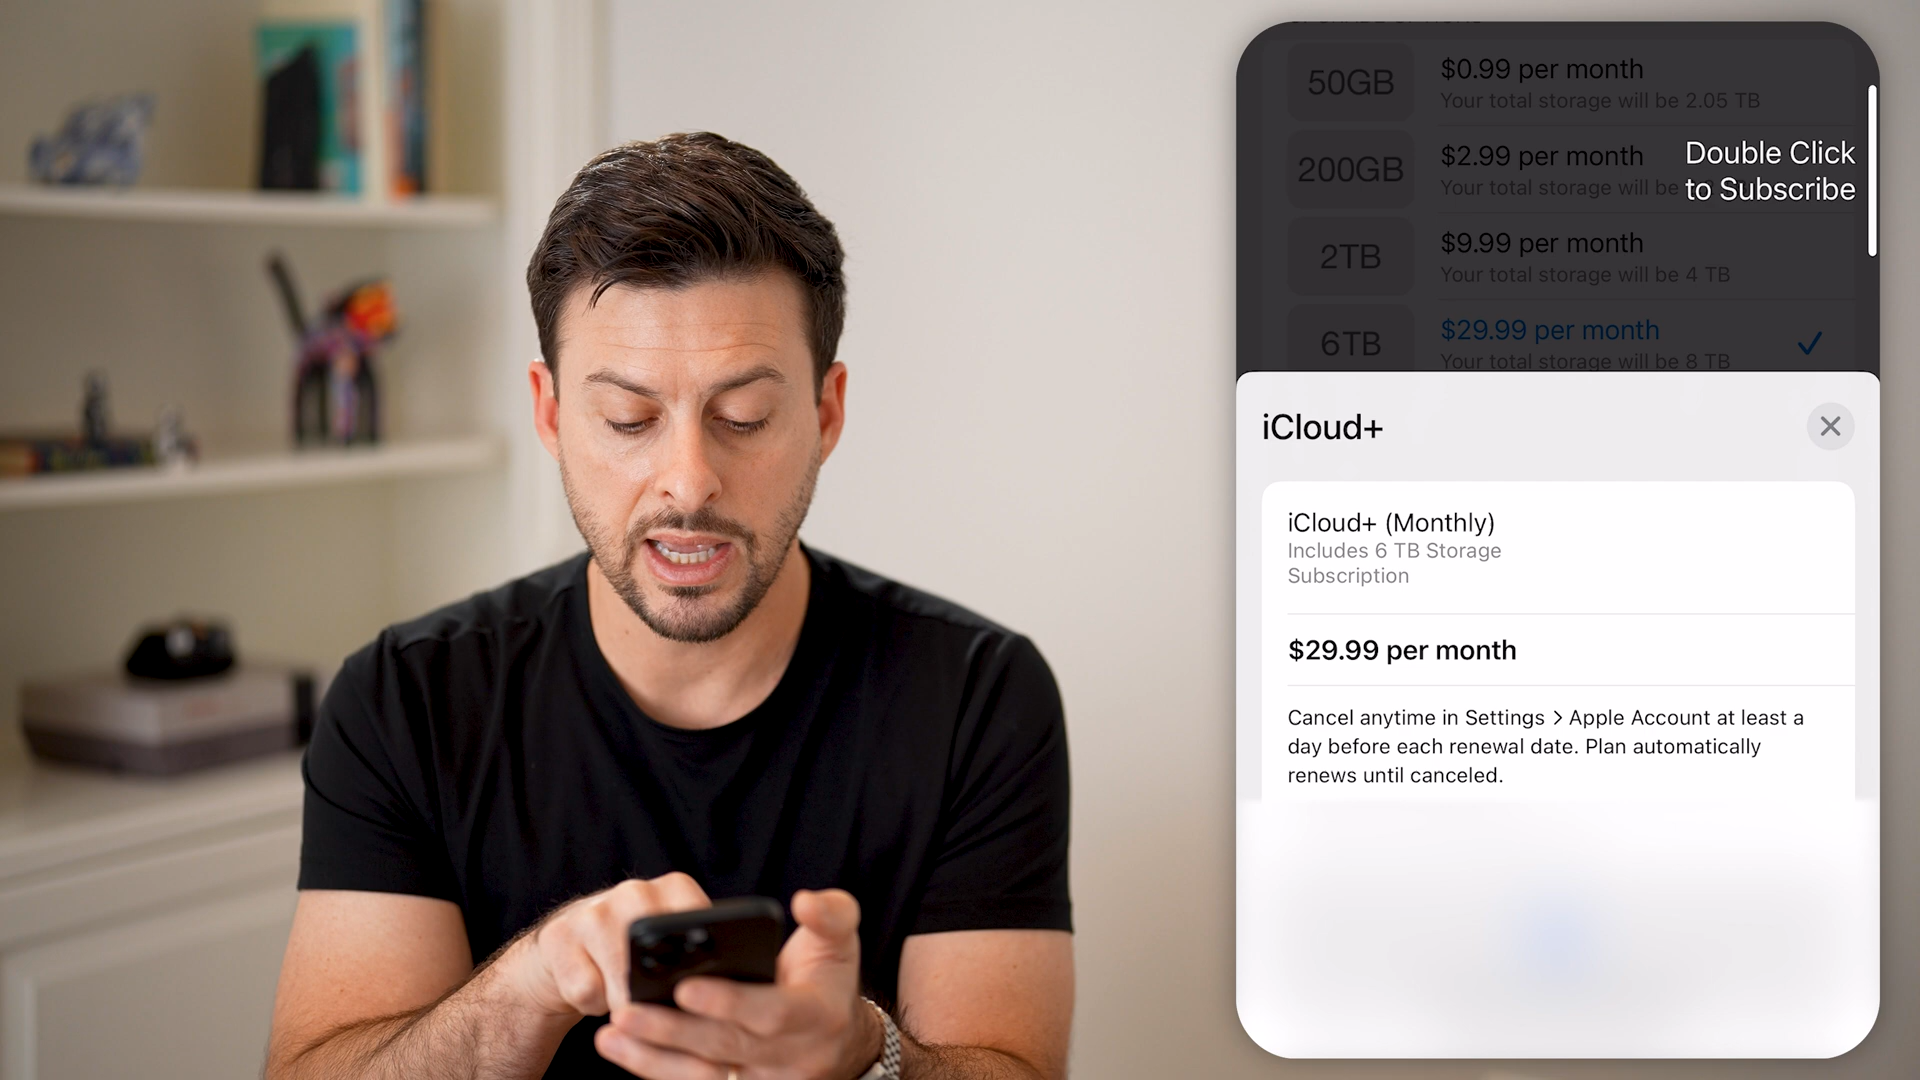 50GB
$0.99 per month
Your total storage will be 2.05 TB
200GB
$2.99 per month
Your total storage will be
Double Click
to Subscribe
2TB
$9.99 per month
Your total storage will be 4 TB
6TB
$29.99 per month
Your total storage will be 8 TB
iCloud+
iCloud+ (Monthly)
Includes 6 TB Storage
Subscription
$29.99 per month
Cancel anytime in Settings > Apple Account at least a
day before each renewal date. Plan automatically
renews until canceled.